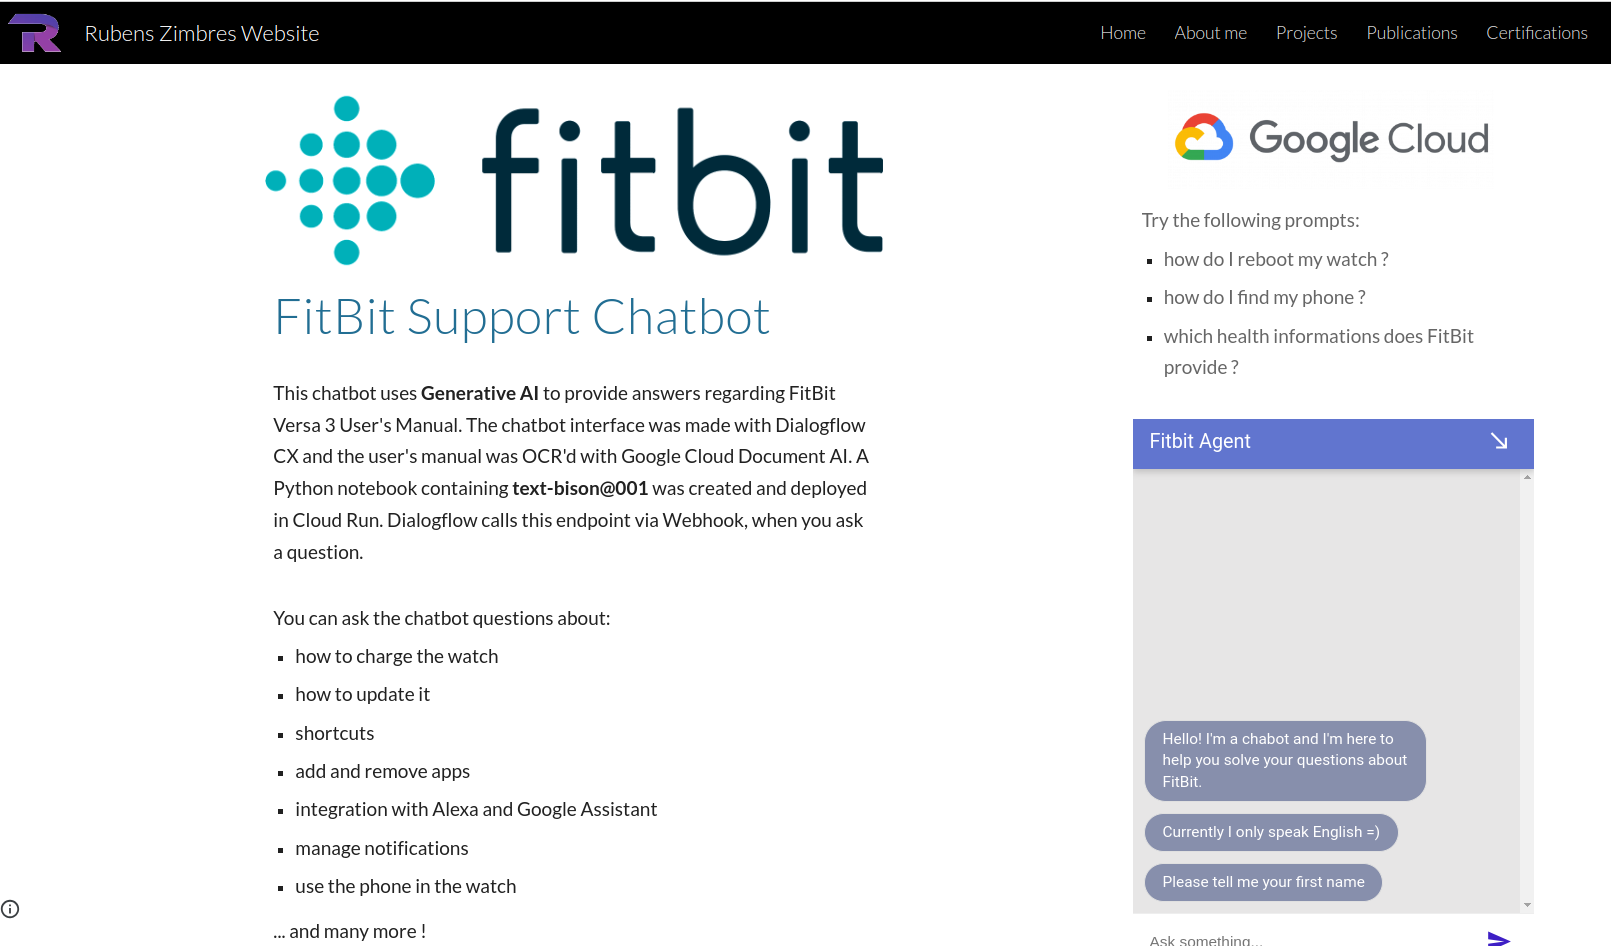 Rubens Zimbres Website
Home
About me
Projects
Publications
Certifications
fitbit
FitBit Support Chatbot
This chatbot uses Generative AI to provide answers regarding FitBit
Versa 3 User's Manual. The chatbot interface was made with Dialogflow
CX and the user's manual was OCR'd with Google Cloud Document AI. A
Python notebook containing text-bison@001 was created and deployed
in Cloud Run. Dialogflow calls this endpoint via Webhook, when you ask
a question.
You can ask the chatbot questions about:
how to charge the watch
how to update it
shortcuts
add and remove apps
integration with Alexa and Google Assistant
manage notifications
use the phone in the watch
... and many more !
Google Cloud
Try the following prompts:
how do I reboot my watch ?
how do I find my phone ?
which health informations does FitBit
provide ?
Fitbit Agent
Hello! I'm a chabot and I'm here to
help you solve your questions about
FitBit.
Currently I only speak English =)
Please tell me your first name
Ask something...